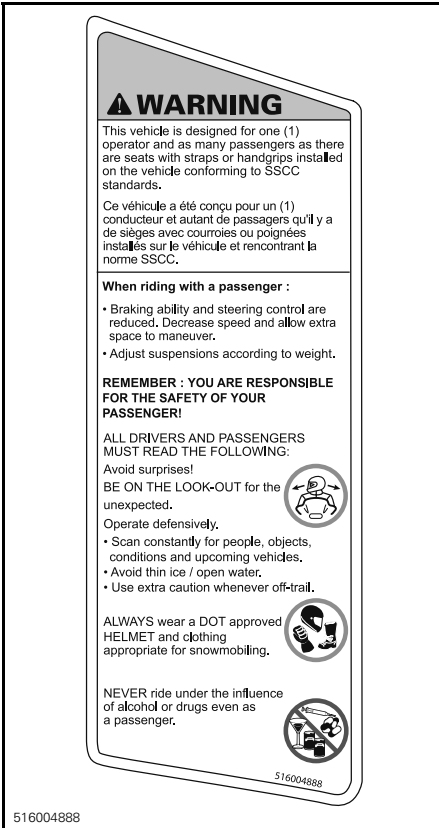 WARNING
This vehicle is designed for one (1)
operator and as many passengers as there
are seats with straps or handgrips installed
on the vehicle conforming to SSCC
standards.
Ce véhicule a été conçu pour un (1)
conducteur et autant de passagers qu'il y a
de sièges avec courroies ou poignées
installés sur le véhicule et rencontrant la
norme SSCC.
When riding with a passenger :
• Braking ability and steering control are
reduced. Decrease speed and allow extra
space to maneuver.
• Adjust suspensions according to weight.
REMEMBER : YOU ARE RESPONSIBLE
FOR THE SAFETY OF YOUR
PASSENGER!
ALL DRIVERS AND PASSENGERS
MUST READ THE FOLLOWING:
Avoid surprises!
BE ON THE LOOK-OUT for the
unexpected.
Operate defensively.
• Scan constantly for people, objects,
conditions and upcoming vehicles.
• Avoid thin ice / open water.
• Use extra caution whenever off-trail.
ALWAYS wear a DOT approved
HELMET and clothing
appropriate for snowmobiling.
NEVER ride under the influence
of alcohol or drugs even as
a passenger.
516004888
516004888